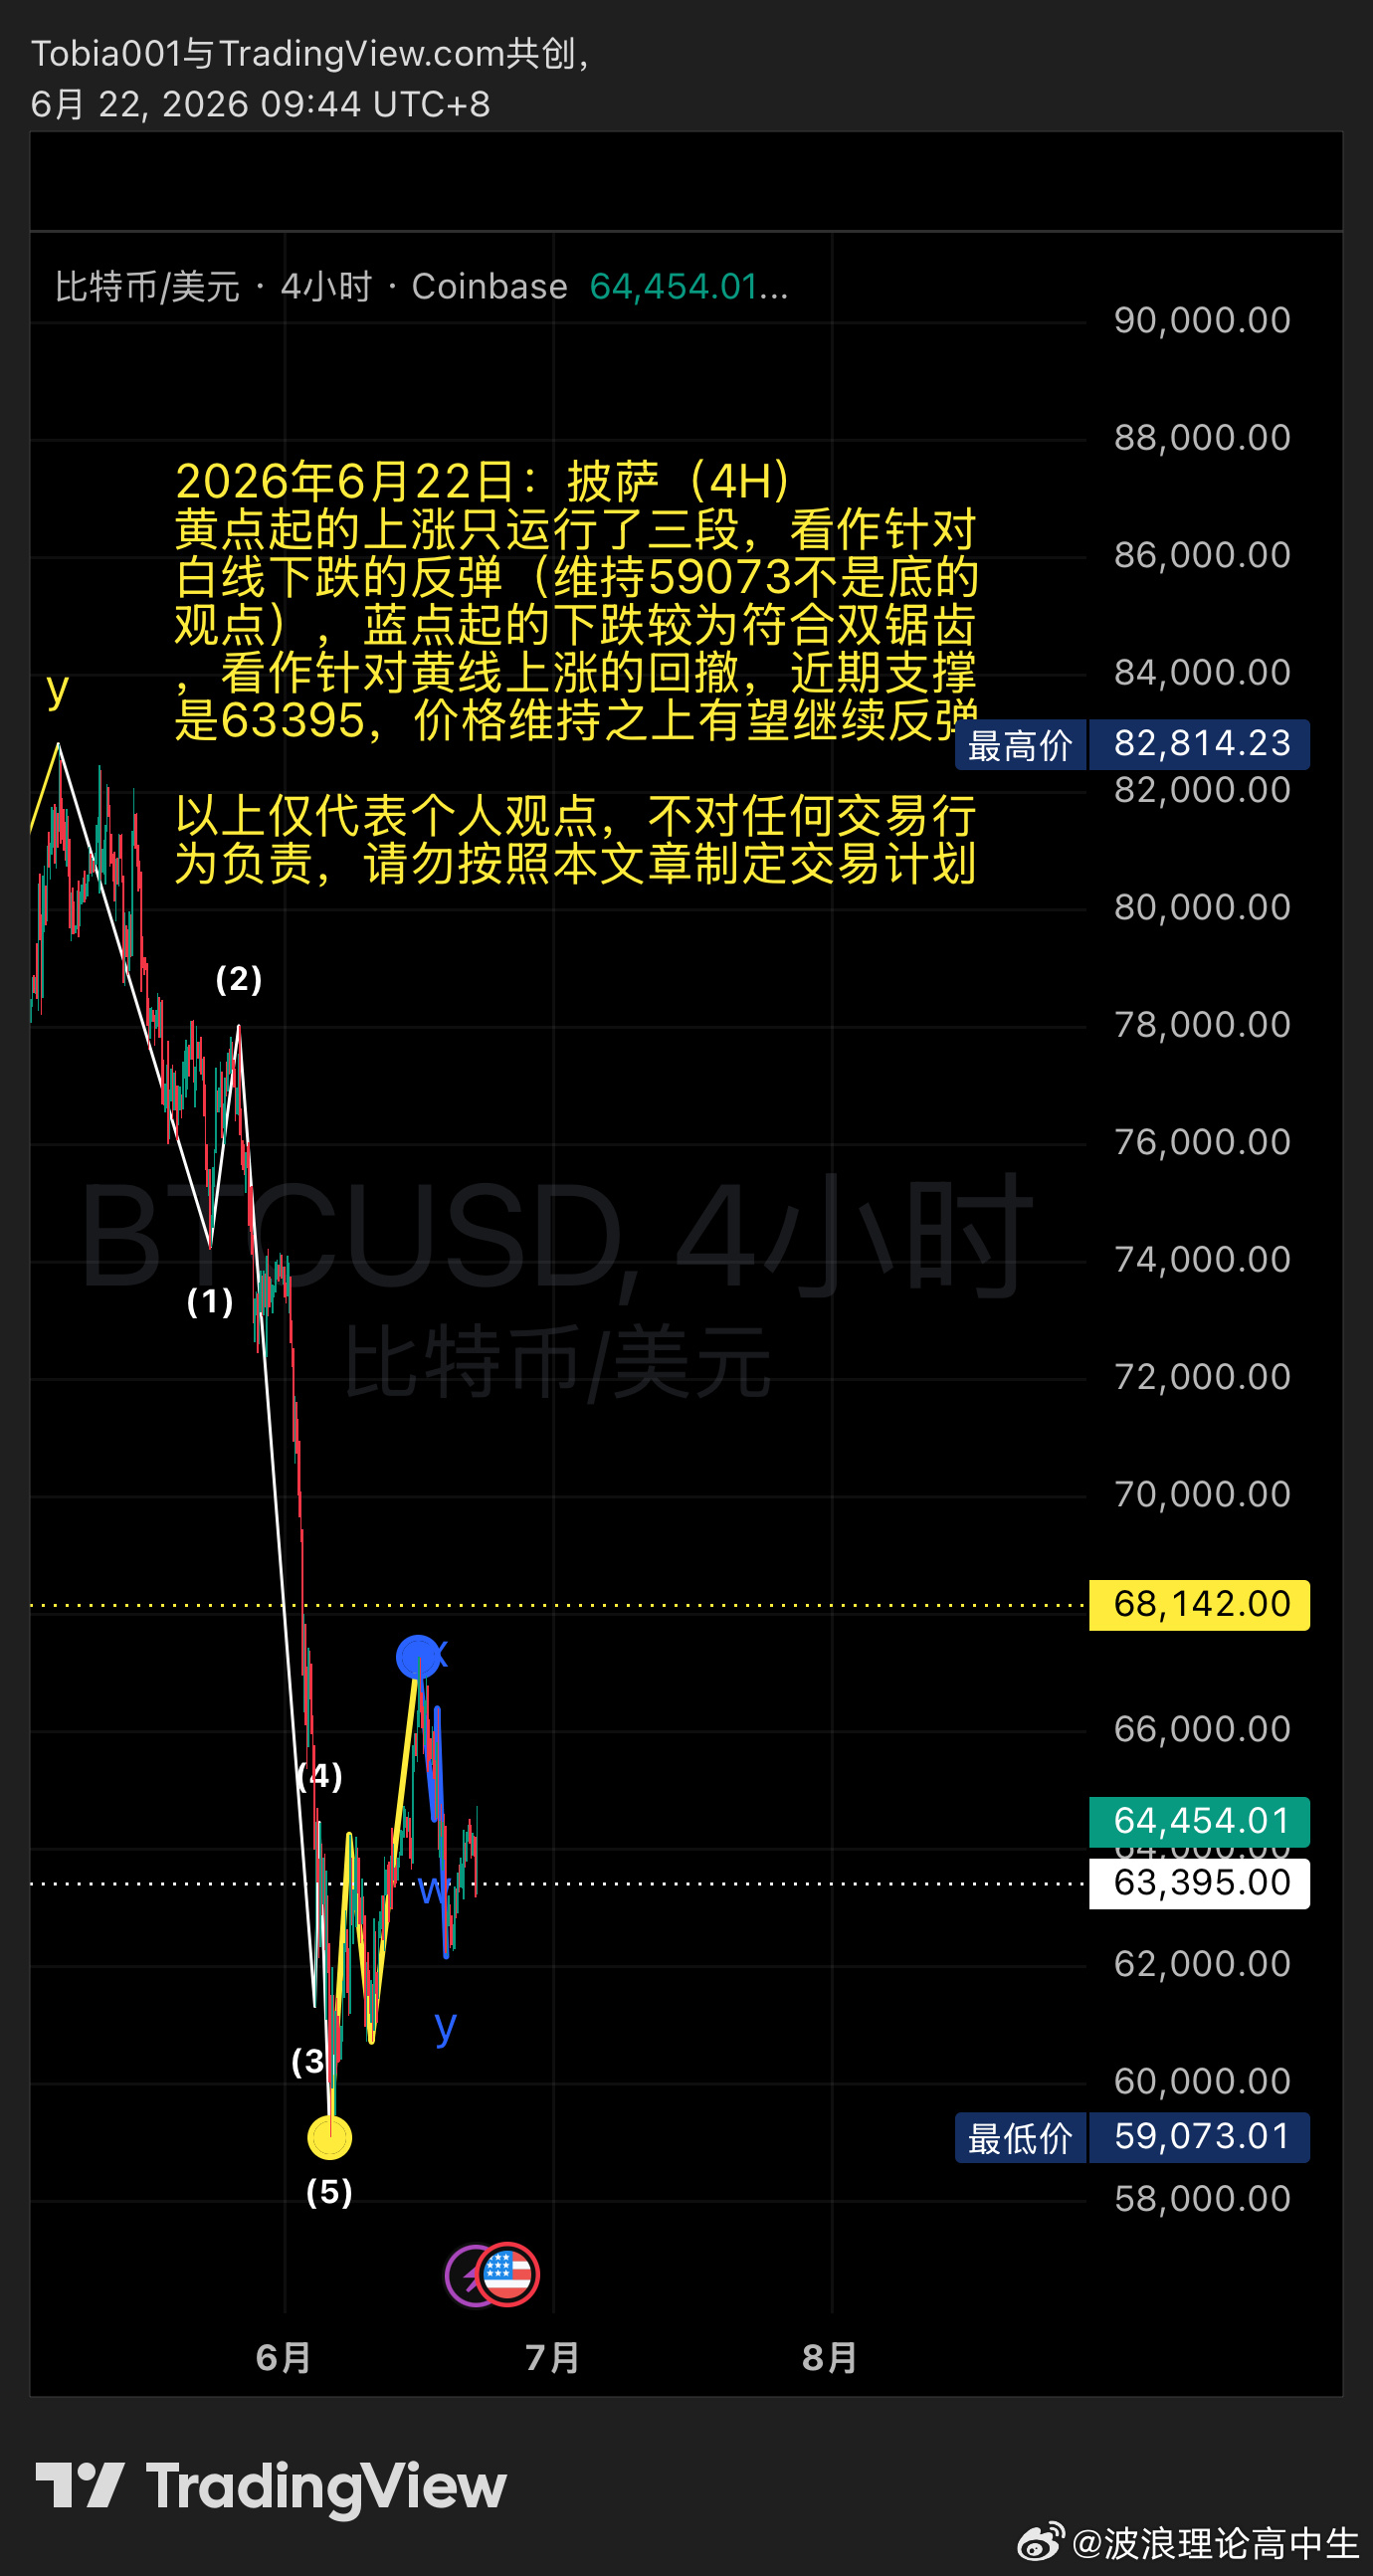 Tobia001与TradingView.com共创，
6月 22, 2026 09:44 UTC+8
比特币/美元 · 4小时 · Coinbase 64,454.01...
90,000.00
88,000.00
2026年6月22日：披萨（4H）
黄点起的上涨只运行了三段，看作针对
白线下跌的反弹（维持59073不是底的
观点），蓝点起的下跌较为符合双锯齿
，看作针对黄线上涨的回撤，近期支撑
是63395，价格维持之上有望继续反弹
以上仅代表个人观点，不对任何交易行
为负责，请勿按照本文章制定交易计划
86,000.00
84,000.00
y
最高价 82,814.23
82,000.00
80,000.00
(2)
78,000.00
76,000.00
BTCUSD, 4小时
比特币/美元
74,000.00
(1)
72,000.00
70,000.00
68,142.00
x
66,000.00
(4)
64,454.01
64,000.00
63,395.00
w
62,000.00
y
(3
60,000.00
最低价 59,073.01
(5)
58,000.00
6月 7月 8月
TradingView
@波浪理论高中生